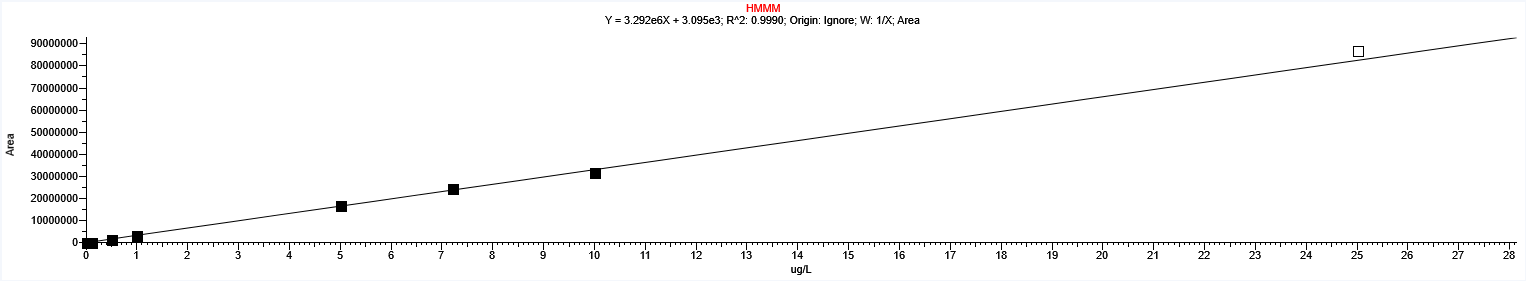 HMMM
Y = 3.292e6X + 3.095e3; R^2: 0.9990; Origin: Ignore; W: 1/X; Area
90000000
80000000
70000000
60000000
50000000
40000000
30000000
20000000
10000000
0
Area
0 1 2 3 4 5 6 7 8 9 10 11 12 13 14 15 16 17 18 19 20 21 22 23 24 25 26 27 28
ug/L